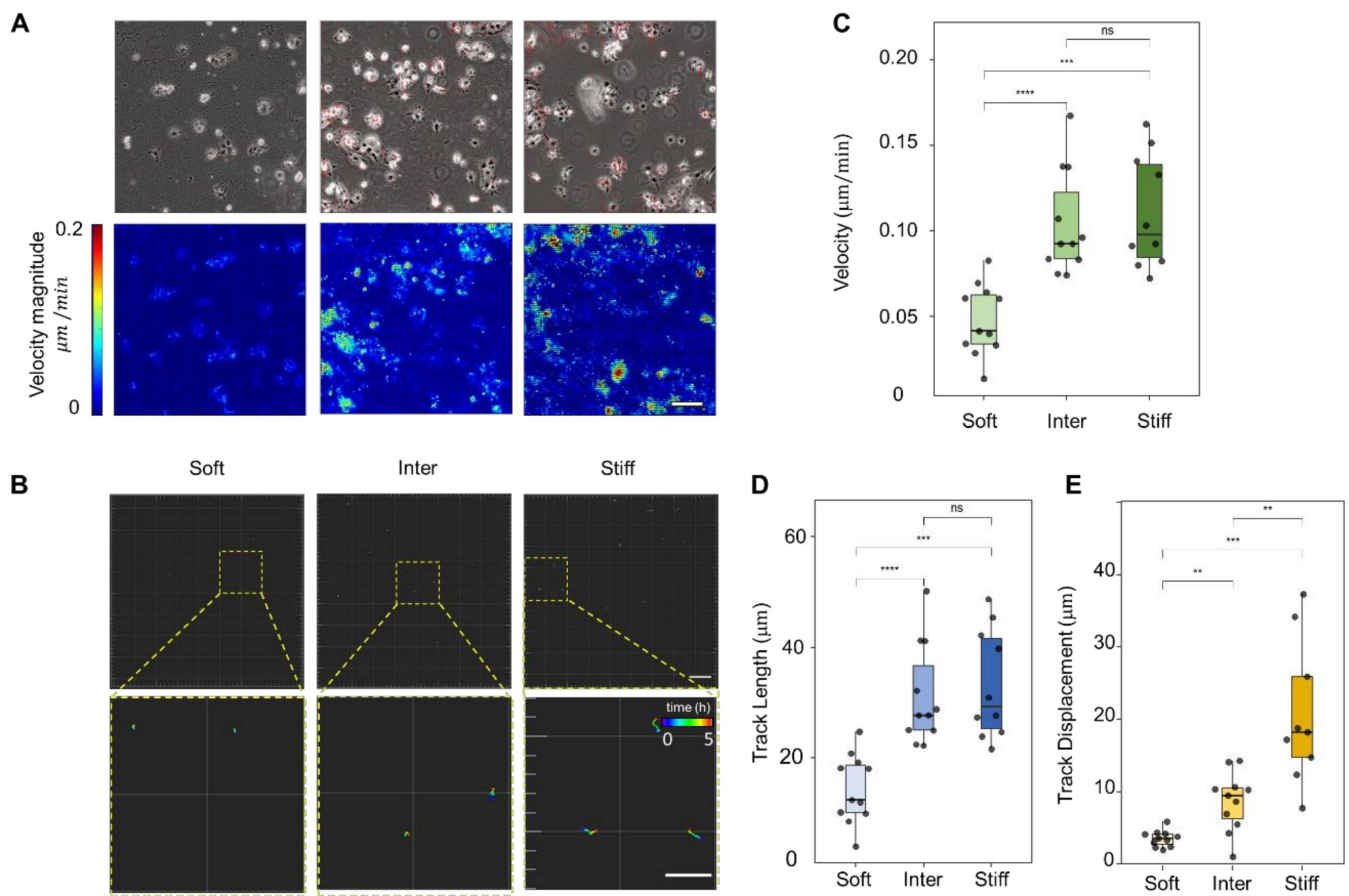 A
Velocity magnitude
μm /min
0.2
0
C
Velocity (μm/min)
0.20
0.15
0.10
0.05
0
ns
***
****
Soft Inter Stiff
B
Soft Inter Stiff
time (h)
0 5
D
Track Length (μm)
60
40
20
0
ns
***
****
Soft Inter Stiff
E
Track Displacement (μm)
40
30
20
10
0
**
***
**
Soft Inter Stiff